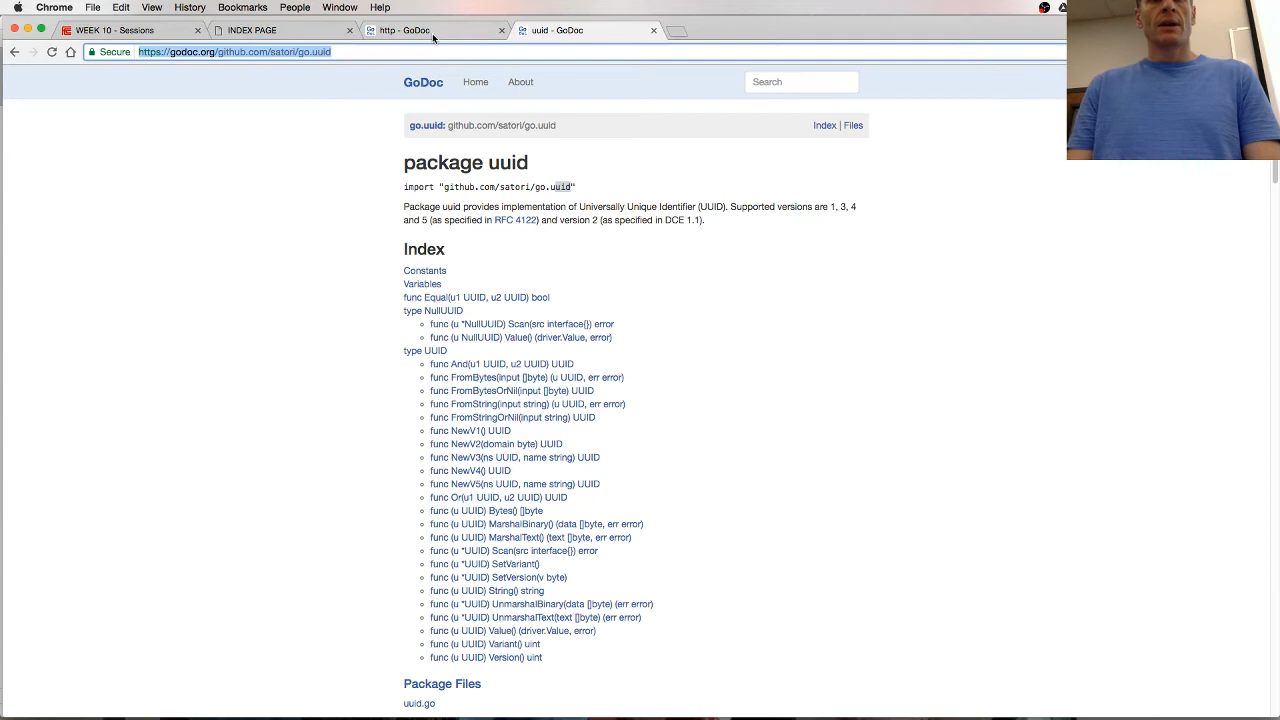 Chrome File Edit View History Bookmarks People Window Help
WEEK 10 - Sessions
INDEX PAGE
http - GoDoc
uuid - GoDoc
Secure https://godoc.org/github.com/satori/go.uuid
GoDoc Home About Search
go.uuid: github.com/satori/go.uuid Index | Files
package uuid
import "github.com/satori/go.uuid"
Package uuid provides implementation of Universally Unique Identifier (UUID). Supported versions are 1, 3, 4
and 5 (as specified in RFC 4122) and version 2 (as specified in DCE 1.1).
Index
Constants
Variables
func Equal(u1 UUID, u2 UUID) bool
type NullUUID
func (u *NullUUID) Scan(src interface{}) error
func (u NullUUID) Value() (driver.Value, error)
type UUID
func And(u1 UUID, u2 UUID) UUID
func FromBytes(input []byte) (u UUID, err error)
func FromBytesOrNil(input []byte) UUID
func FromString(input string) (u UUID, err error)
func FromStringOrNil(input string) UUID
func NewV1() UUID
func NewV2(domain byte) UUID
func NewV3(ns UUID, name string) UUID
func NewV4() UUID
func NewV5(ns UUID, name string) UUID
func Or(u1 UUID, u2 UUID) UUID
func (u UUID) Bytes() []byte
func (u UUID) MarshalBinary() (data []byte, err error)
func (u UUID) MarshalText() (text []byte, err error)
func (u *UUID) Scan(src interface{}) error
func (u *UUID) SetVariant()
func (u *UUID) SetVersion(v byte)
func (u UUID) String() string
func (u *UUID) UnmarshalBinary(data []byte) (err error)
func (u *UUID) UnmarshalText(text []byte) (err error)
func (u UUID) Value() (driver.Value, error)
func (u UUID) Variant() uint
func (u UUID) Version() uint
Package Files
uuid.go